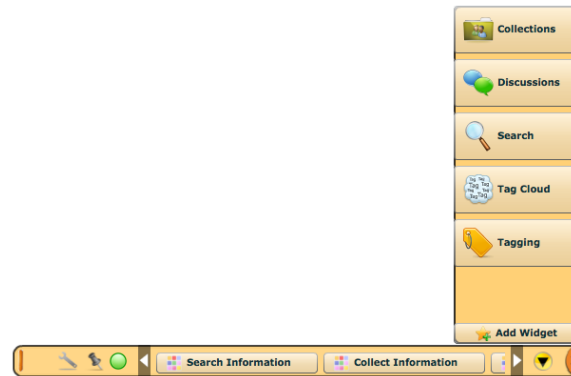 Collections
Discussions
Search
Tag Cloud
Tagging
Add Widget
Search Information
Collect Information